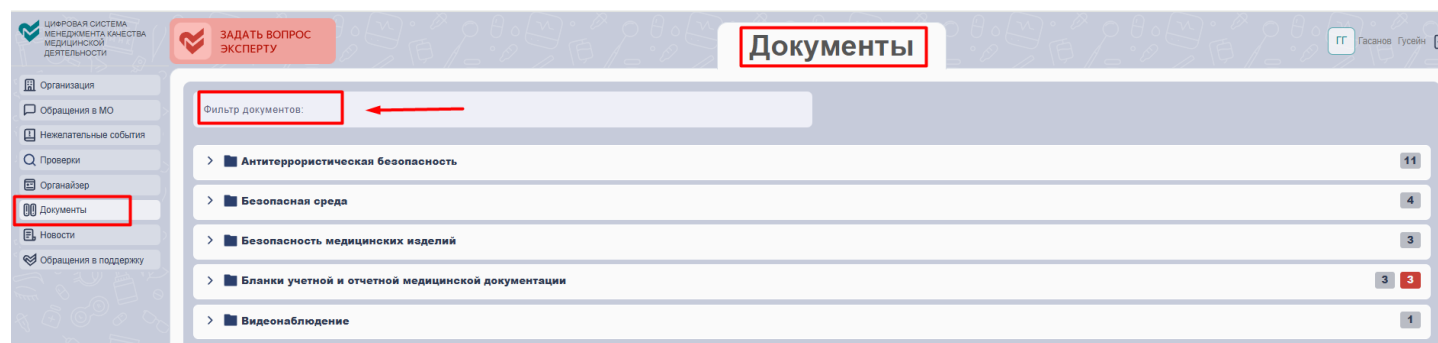 ЦИФРОВАЯ СИСТЕМА
МЕНЕДЖМЕНТА КАЧЕСТВА
МЕДИЦИНСКОЙ
ДЕЯТЕЛЬНОСТИ
ЗАДАТЬ ВОПРОС
ЭКСПЕРТУ
Документы
ГГ Гасанов Гусейн
Организация
Обращения в МО
Нежелательные события
Проверки
Органайзер
Документы
Новости
Обращения в поддержку
Фильтр документов:
Антитеррористическая безопасность 11
Безопасная среда 4
Безопасность медицинских изделий 3
Бланки учетной и отчетной медицинской документации 3 3
Видеонаблюдение 1